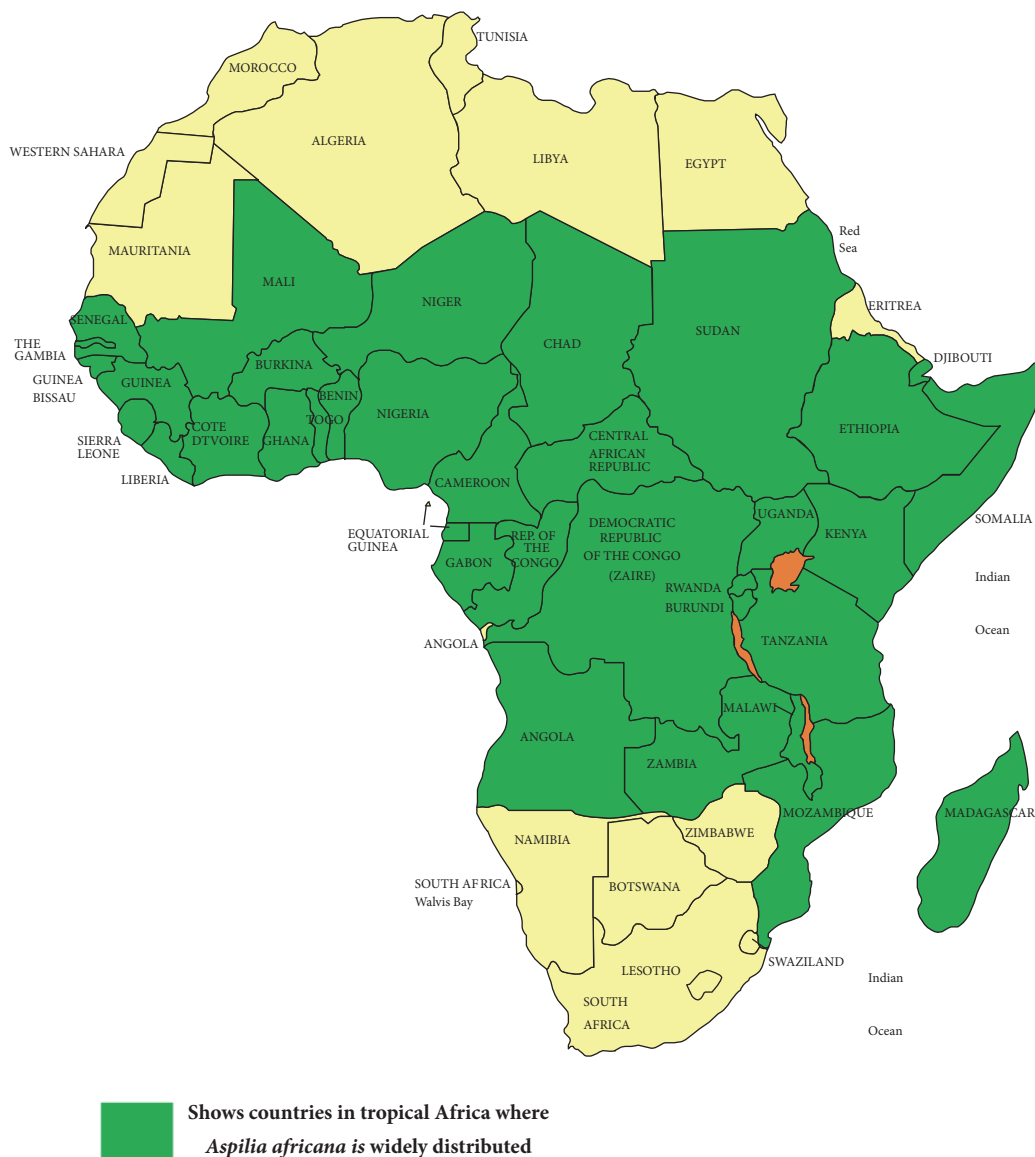 TUNISIA
MOROCCO
ALGERIA
WESTERN SAHARA
LIBYA
EGYPT
MAURITANIA
Red
Sea
MALI
NIGER
ERITREA
SENEGAL
SUDAN
CHAD
THE
GAMBIA
DJIBOUTI
BURKINA
GUINEA
BISSAU
GUINEA
BENIN
NIGERIA
TOGO
COTE
DTVOIRE
GHANA
ETHIOPIA
CENTRAL
AFRICAN
REPUBLIC
SIERRA
LEONE
LIBERIA
CAMEROON
UGANDA
SOMALIA
KENYA
EQUATORIAL
GUINEA
REP. OF
THE
CONGO
DEMOCRATIC
REPUBLIC
OF THE CONGO
(ZAIRE)
GABON
RWANDA
BURUNDI
Indian
Ocean
ANGOLA
TANZANIA
MALAWI
ANGOLA
ZAMBIA
MOZAMBIQUE
MADAGASCAR
NAMIBIA
ZIMBABWE
SOUTH AFRICA
Walvis Bay
BOTSWANA
SWAZILAND
LESOTHO
Indian
SOUTH
AFRICA
Ocean
Shows countries in tropical Africa where
Aspilia africana is widely distributed